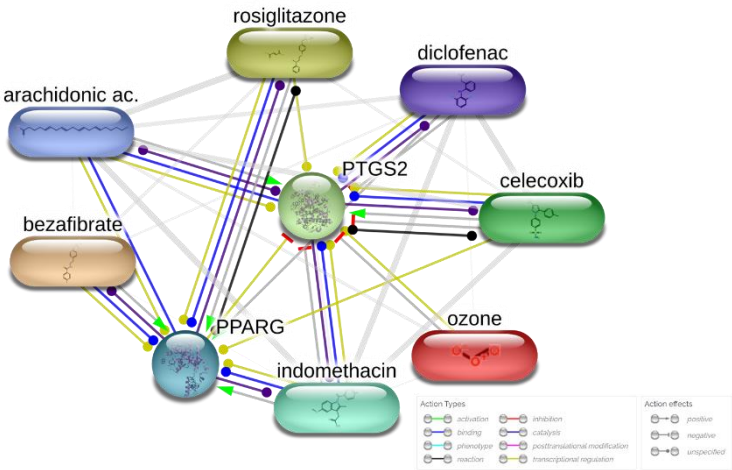 rosiglitazone
diclofenac
arachidonic ac.
PTGS2
celecoxib
bezafibrate
PPARG
ozone
indomethacin
Action Types
activation
inhibition
binding
catalysis
phenotype
posttranslational modification
reaction
transcriptional regulation
Action effects
positive
negative
unspecified